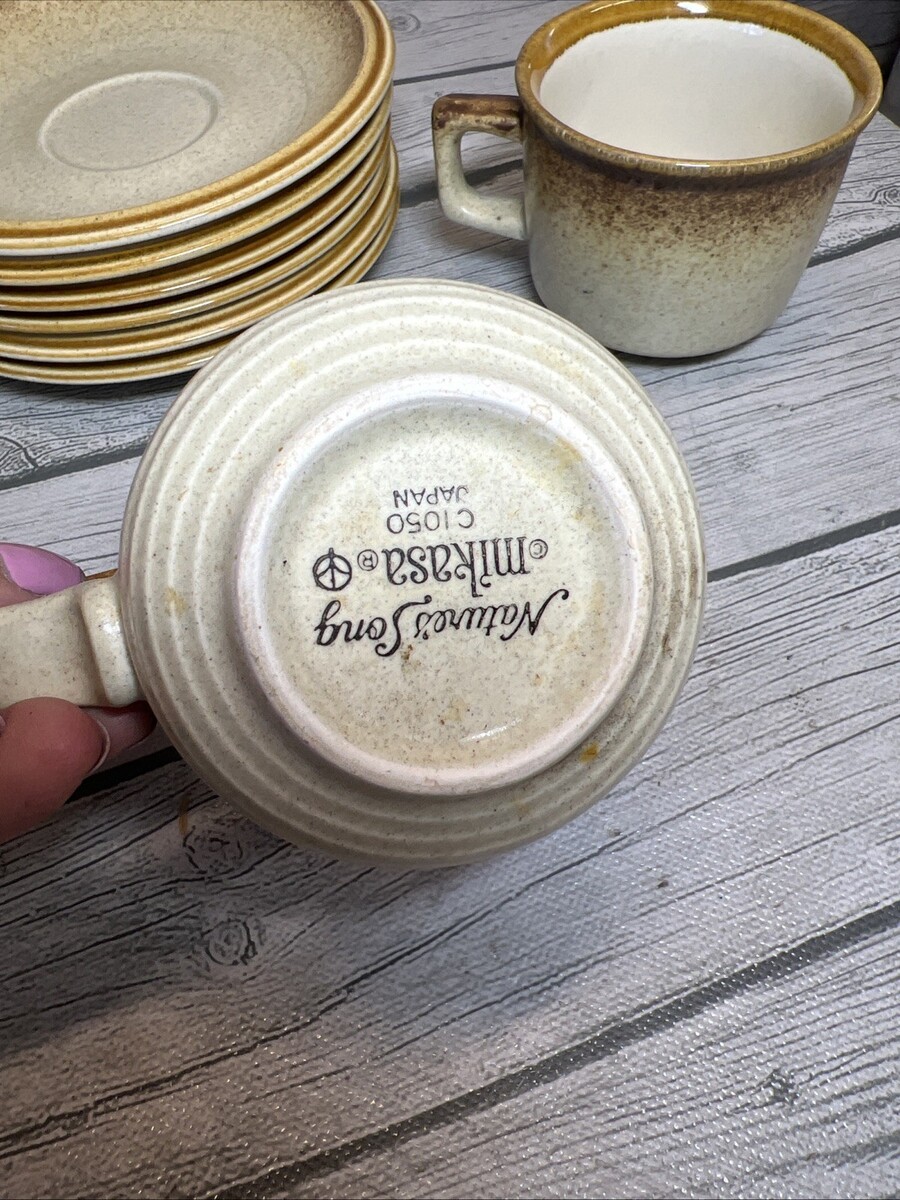 Nature's Song
©mikasa®
C1050
JAPAN